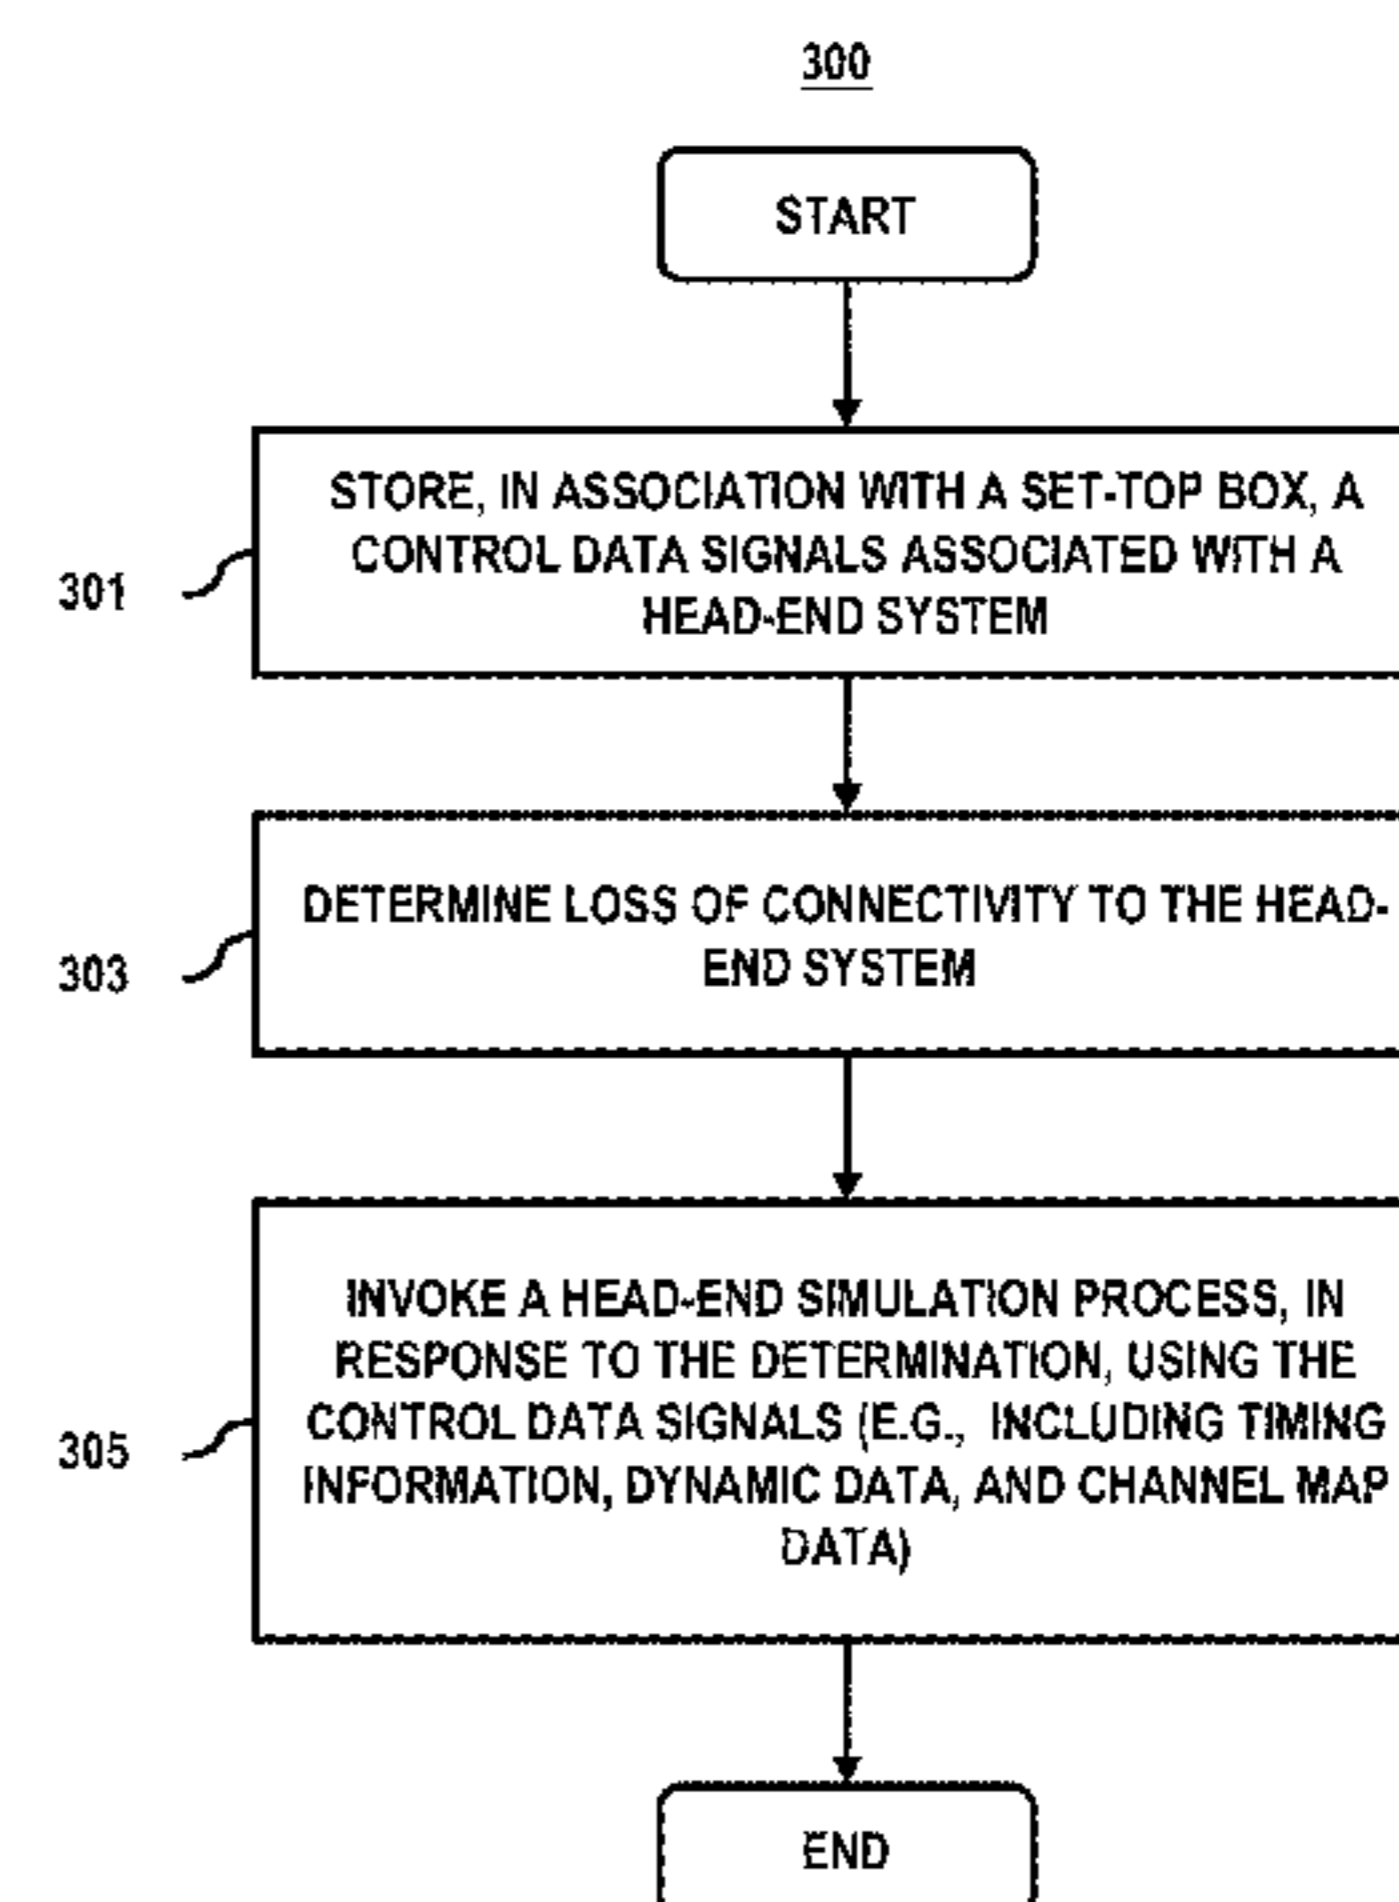 300
START
301
STORE, IN ASSOCIATION WITH A SET-TOP BOX, A
CONTROL DATA SIGNALS ASSOCIATED WITH A
HEAD-END SYSTEM
303
DETERMINE LOSS OF CONNECTIVITY TO THE HEAD-
END SYSTEM
305
INVOKE A HEAD-END SIMULATION PROCESS, IN
RESPONSE TO THE DETERMINATION, USING THE
CONTROL DATA SIGNALS (E.G., INCLUDING TIMING
INFORMATION, DYNAMIC DATA, AND CHANNEL MAP
DATA)
END